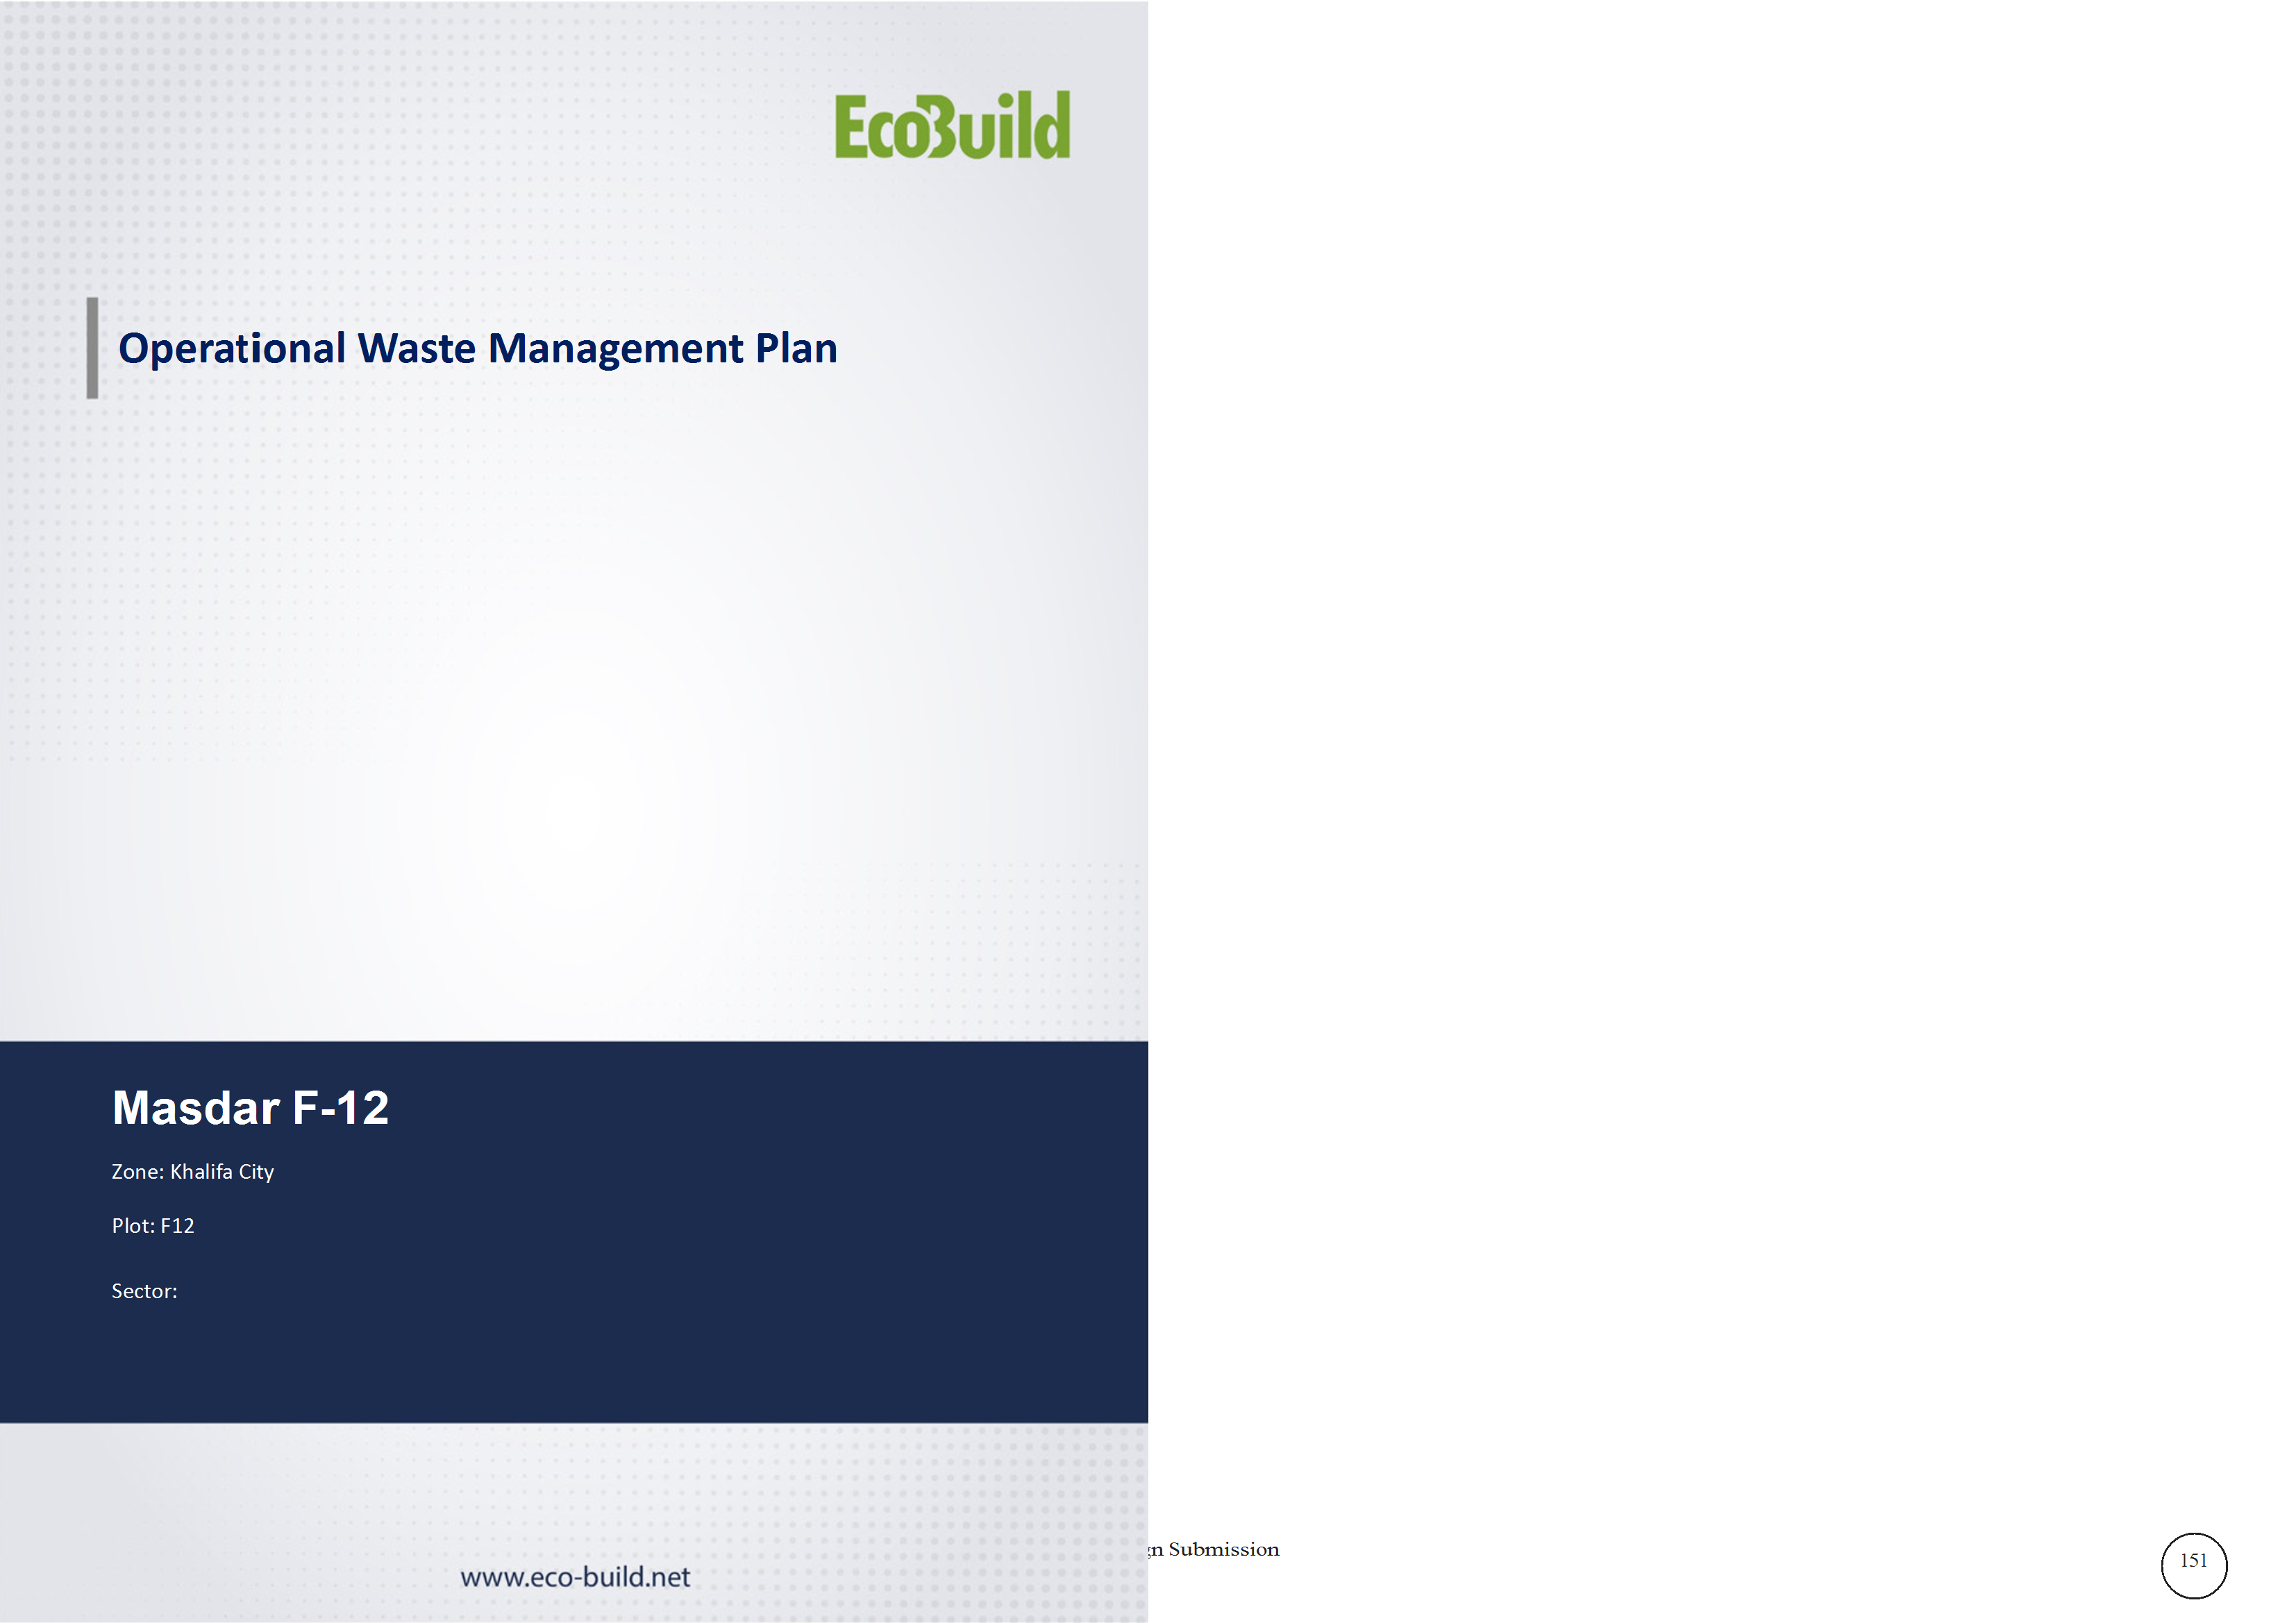 EcoBuild
Operational Waste Management Plan
Masdar F-12
Zone: Khalifa City
Plot: F12
Sector:
www.eco-build.net
Submission
151